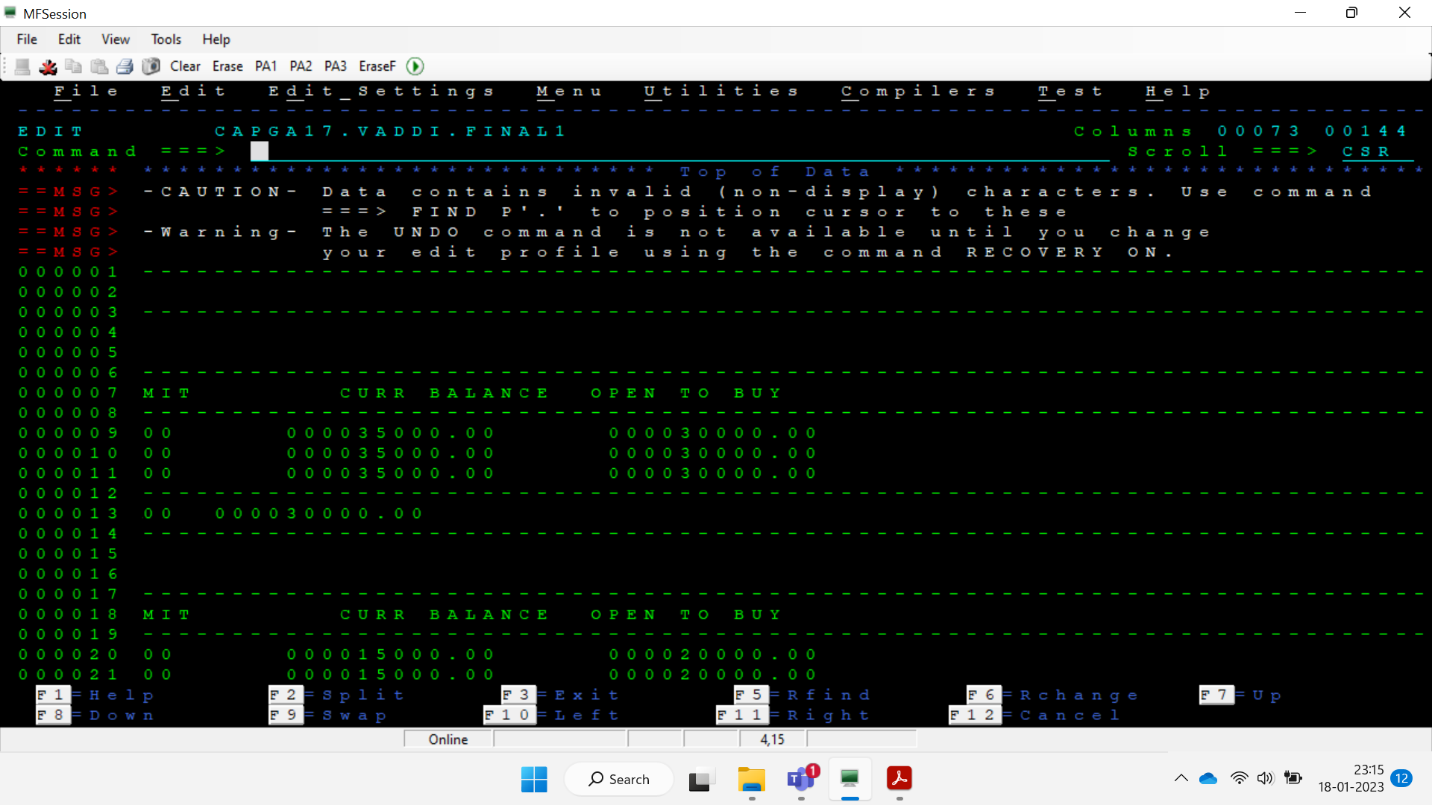 MFSession
File Edit View Tools Help
Clear Erase PA1 PA2 PA3 EraseF
File Edit Edit_Settings Menu Utilities Compilers Test Help
EDIT CAPGA17.VADDI.FINAL1 Columns 00073 00144
Command ===> Scroll ===> CSR
****** ***************************** Top of Data ******************************
==MSG> -CAUTION- Data contains invalid (non-display) characters. Use command
==MSG> ===> FIND P'.' to position cursor to these
==MSG> -Warning- The UNDO command is not available until you change
==MSG> your edit profile using the command RECOVERY ON.
000001 ------------------------------------------------------------------------
000002
000003 ------------------------------------------------------------------------
000004
000005
000006 ------------------------------------------------------------------------
000007 MIT CURR BALANCE OPEN TO BUY
000008 ------------------------------------------------------------------------
000009 00 000035000.00 000030000.00
000010 00 000035000.00 000030000.00
000011 00 000035000.00 000030000.00
000012 ------------------------------------------------------------------------
000013 00 000030000.00
000014 ------------------------------------------------------------------------
000015
000016
000017 ------------------------------------------------------------------------
000018 MIT CURR BALANCE OPEN TO BUY
000019 ------------------------------------------------------------------------
000020 00 000015000.00 000020000.00
000021 00 000015000.00 000020000.00
F1=Help F2=Split F3=Exit F5=Rfind F6=Rchange F7=Up
F8=Down F9=Swap F10=Left F11=Right F12=Cancel
Online 4,15
Search 1 23:15
18-01-2023 12